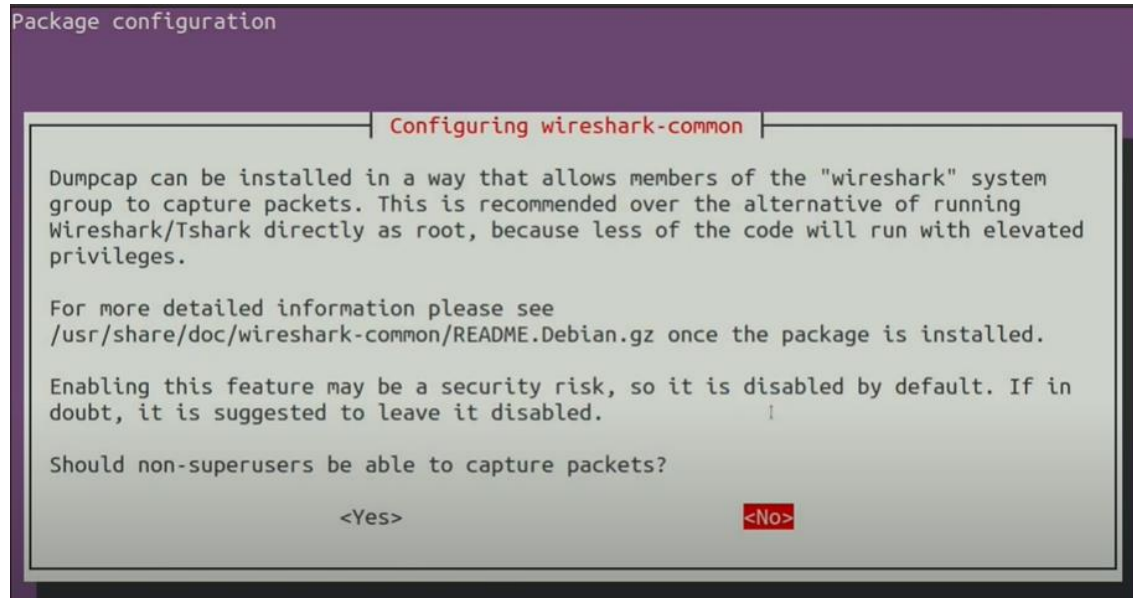 Package configuration
Configuring wireshark-common
Dumpcap can be installed in a way that allows members of the "wireshark" system
group to capture packets. This is recommended over the alternative of running
Wireshark/Tshark directly as root, because less of the code will run with elevated
privileges.
For more detailed information please see
/usr/share/doc/wireshark-common/README.Debian.gz once the package is installed.
Enabling this feature may be a security risk, so it is disabled by default. If in
doubt, it is suggested to leave it disabled.
Should non-superusers be able to capture packets?
<Yes> <No>